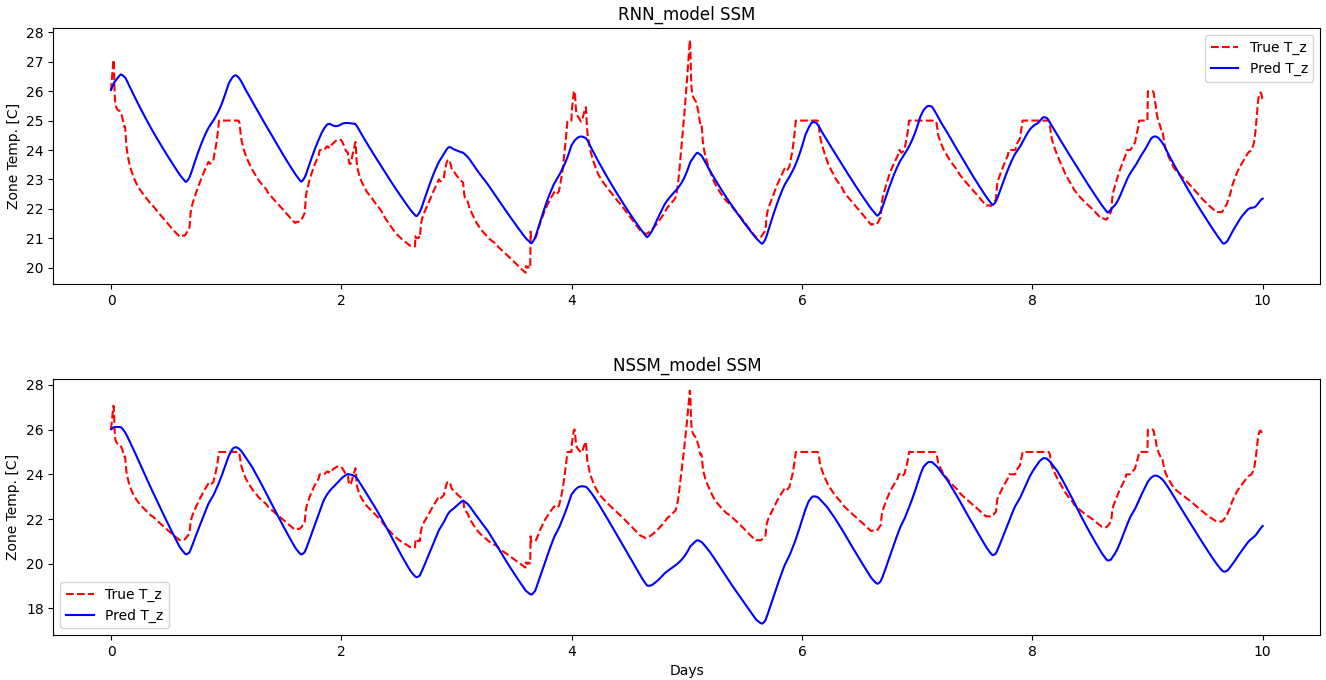 RNN_model SSM
Zone Temp. [C]
28
27
26
25
24
23
22
21
20
True T_z
Pred T_z
0 2 4 6 8 10
NSSM_model SSM
Zone Temp. [C]
28
26
24
22
20
18
True T_z
Pred T_z
0 2 4 6 8 10
Days